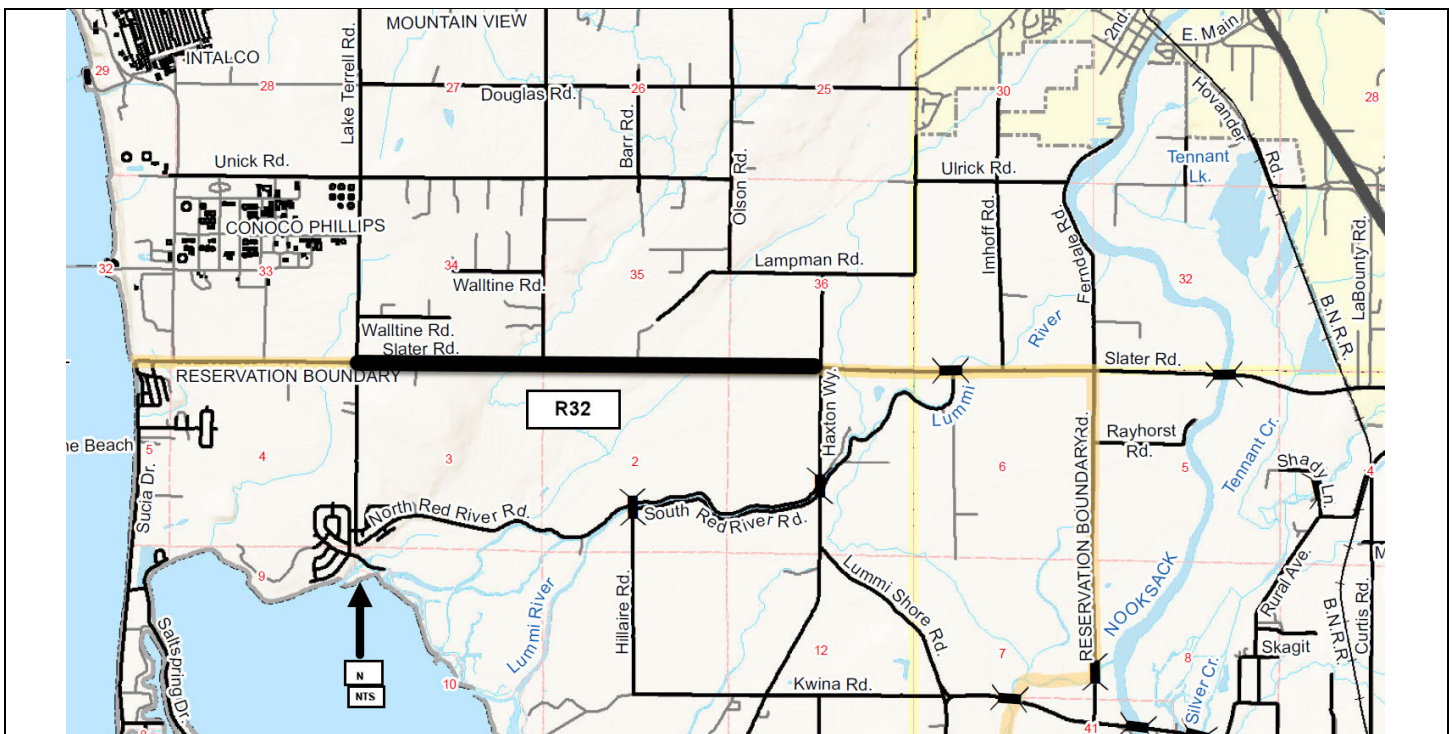 MOUNTAIN VIEW
2nd.
E. Main
INTALCO
Lake Terrell Rd.
29
28
27
Douglas Rd.
26
25
30
28
Hovander
Rd.
Barr Rd.
Unick Rd.
Olson Rd.
Ulrick Rd.
Tennant
Lk.
CONOCO PHILLIPS
Imhoff Rd.
Ferndale Rd.
LaBounty Rd.
32
33
34
Walltine Rd.
35
Lampman Rd.
36
32
B.N.R.R.
River
Walltine Rd.
Slater Rd.
Slater Rd.
RESERVATION BOUNDARY
R32
Haxton Wy.
Lummi
RESERVATION BOUNDARY Rd.
Rayhorst
Rd.
Tennant Cr.
ne Beach
5
4
3
2
6
5
Shady Ln
4
Sucia Dr.
North Red River Rd.
South Red River Rd.
M
9
Lummi Shore Rd.
Hillaire Rd.
Lummi River
NOOKSACK
Rural Ave.
B.N.R.R.
Curtis Rd.
Saltspring Dr.
N
NTS
10
12
7
8
Skagit
Kwina Rd.
Silver Cr.
41